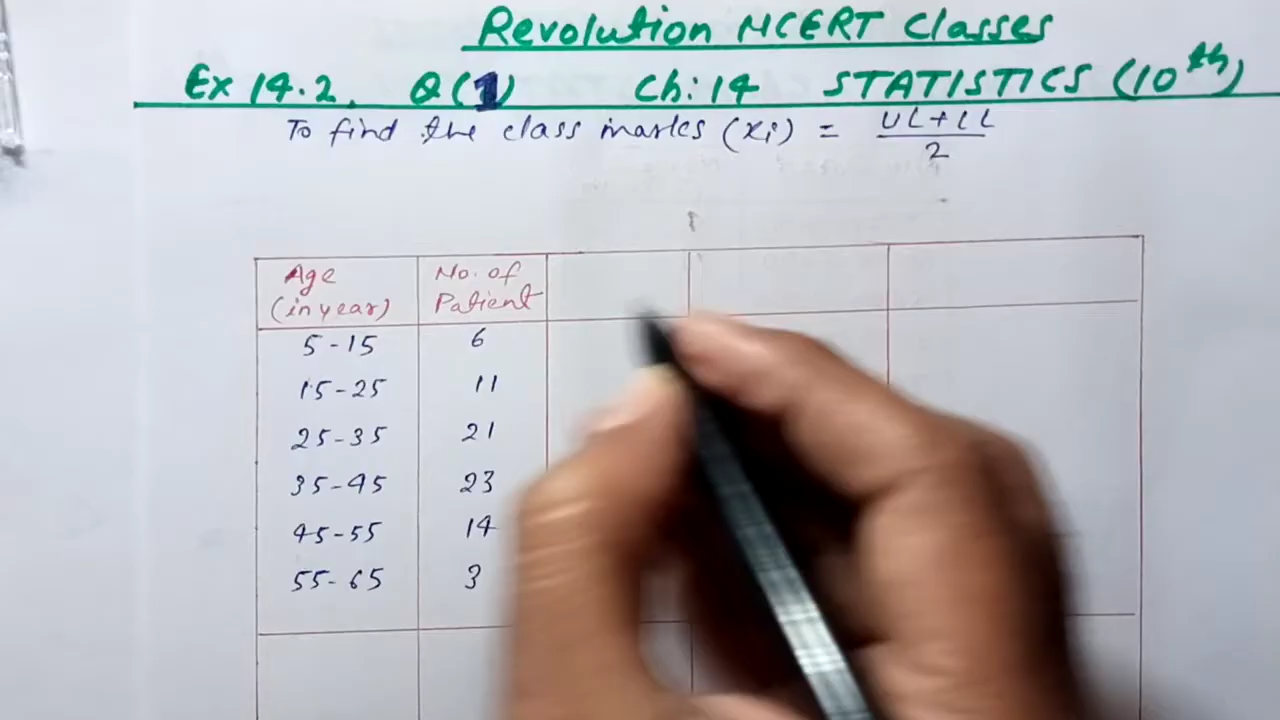 Revolution NCERT Classes
Ex 14.2. Q(1) Ch: 14 STATISTICS (10th)
To find the class marks (xi) = UL+LL/2
Age (in year) No. of Patient
5-15 6
15-25 11
25-35 21
35-45 23
45-55 14
55-65 3